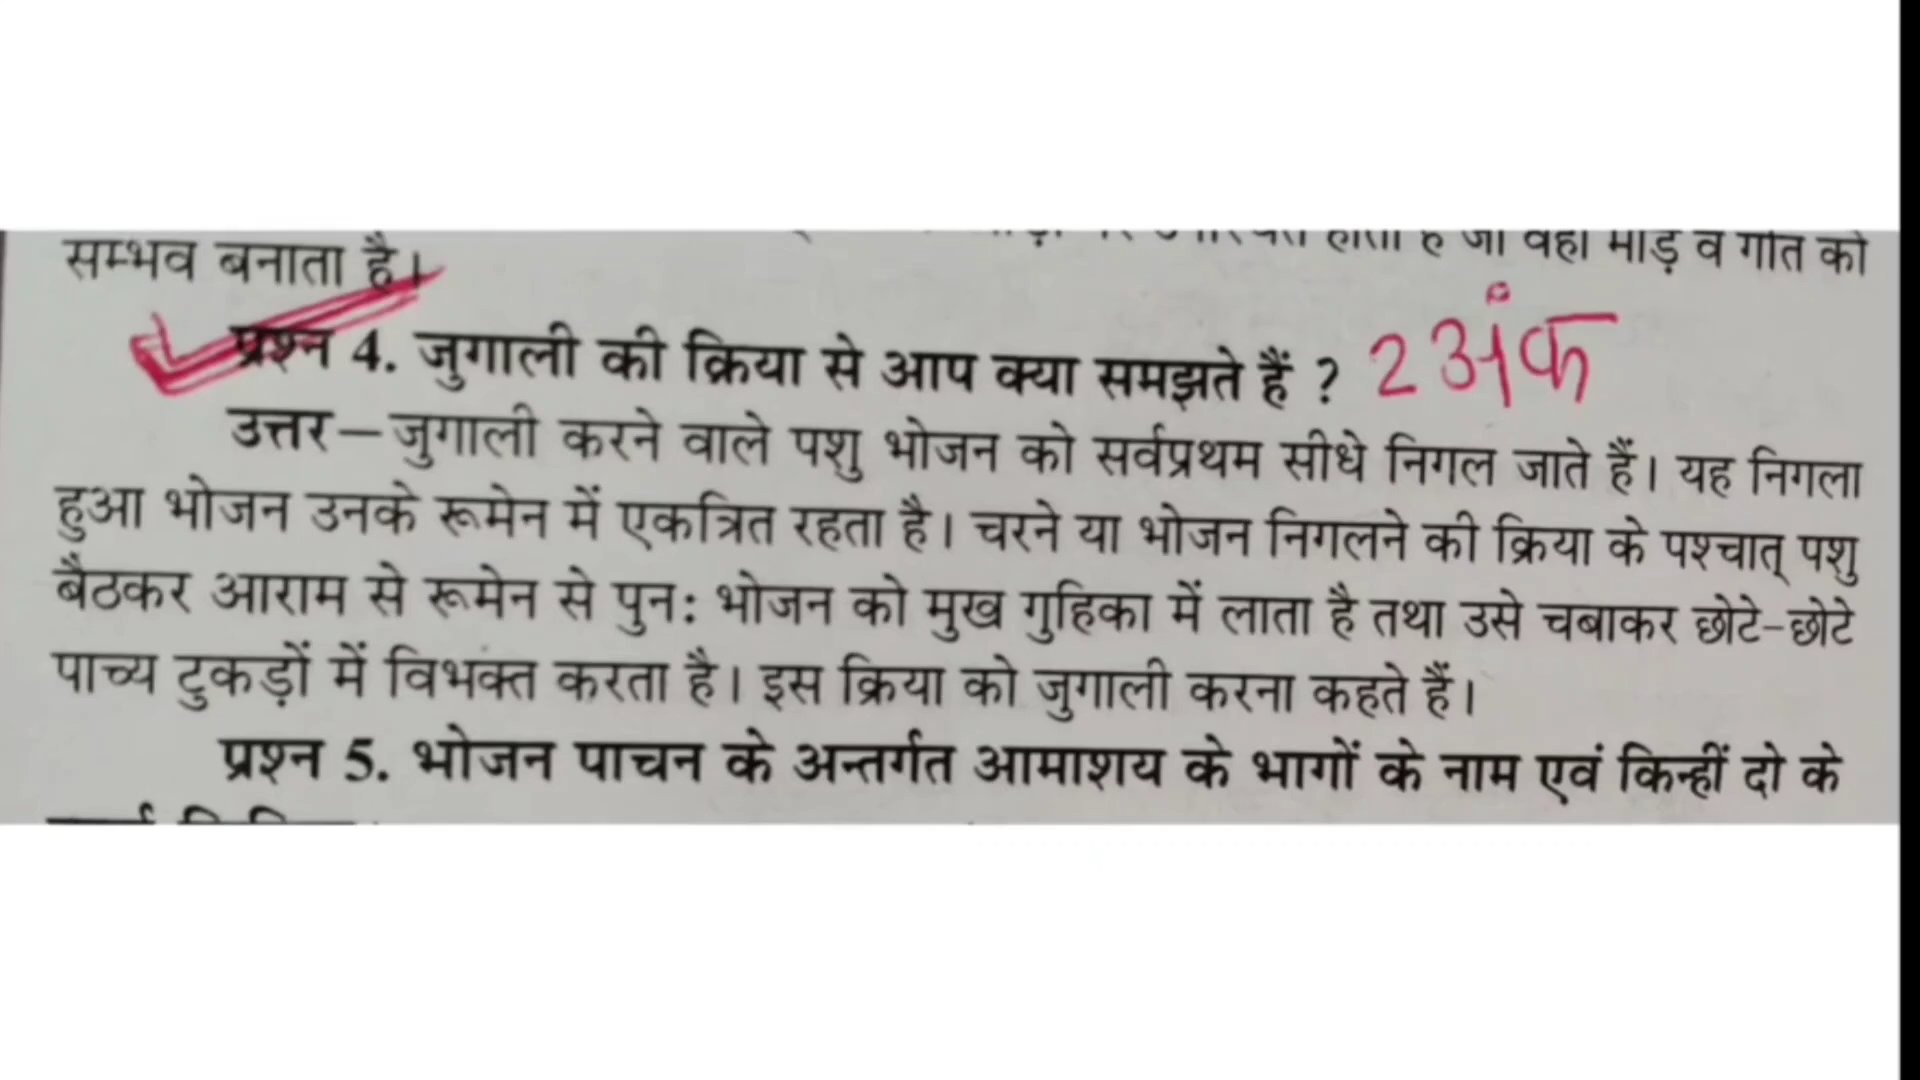 हाता है जो वहां मोड़ व गति को
सम्भव बनाता है।
प्रश्न 4. जुगाली की क्रिया से आप क्या समझते हैं ? 2 अंक
उत्तर—जुगाली करने वाले पशु भोजन को सर्वप्रथम सीधे निगल जाते हैं। यह निगला
हुआ भोजन उनके रूमेन में एकत्रित रहता है। चरने या भोजन निगलने की क्रिया के पश्चात् पशु
बैठकर आराम से रूमेन से पुनः भोजन को मुख गुहिका में लाता है तथा उसे चबाकर छोटे-छोटे
पाच्य टुकड़ों में विभक्त करता है। इस क्रिया को जुगाली करना कहते हैं।
प्रश्न 5. भोजन पाचन के अन्तर्गत आमाशय के भागों के नाम एवं किन्हीं दो के